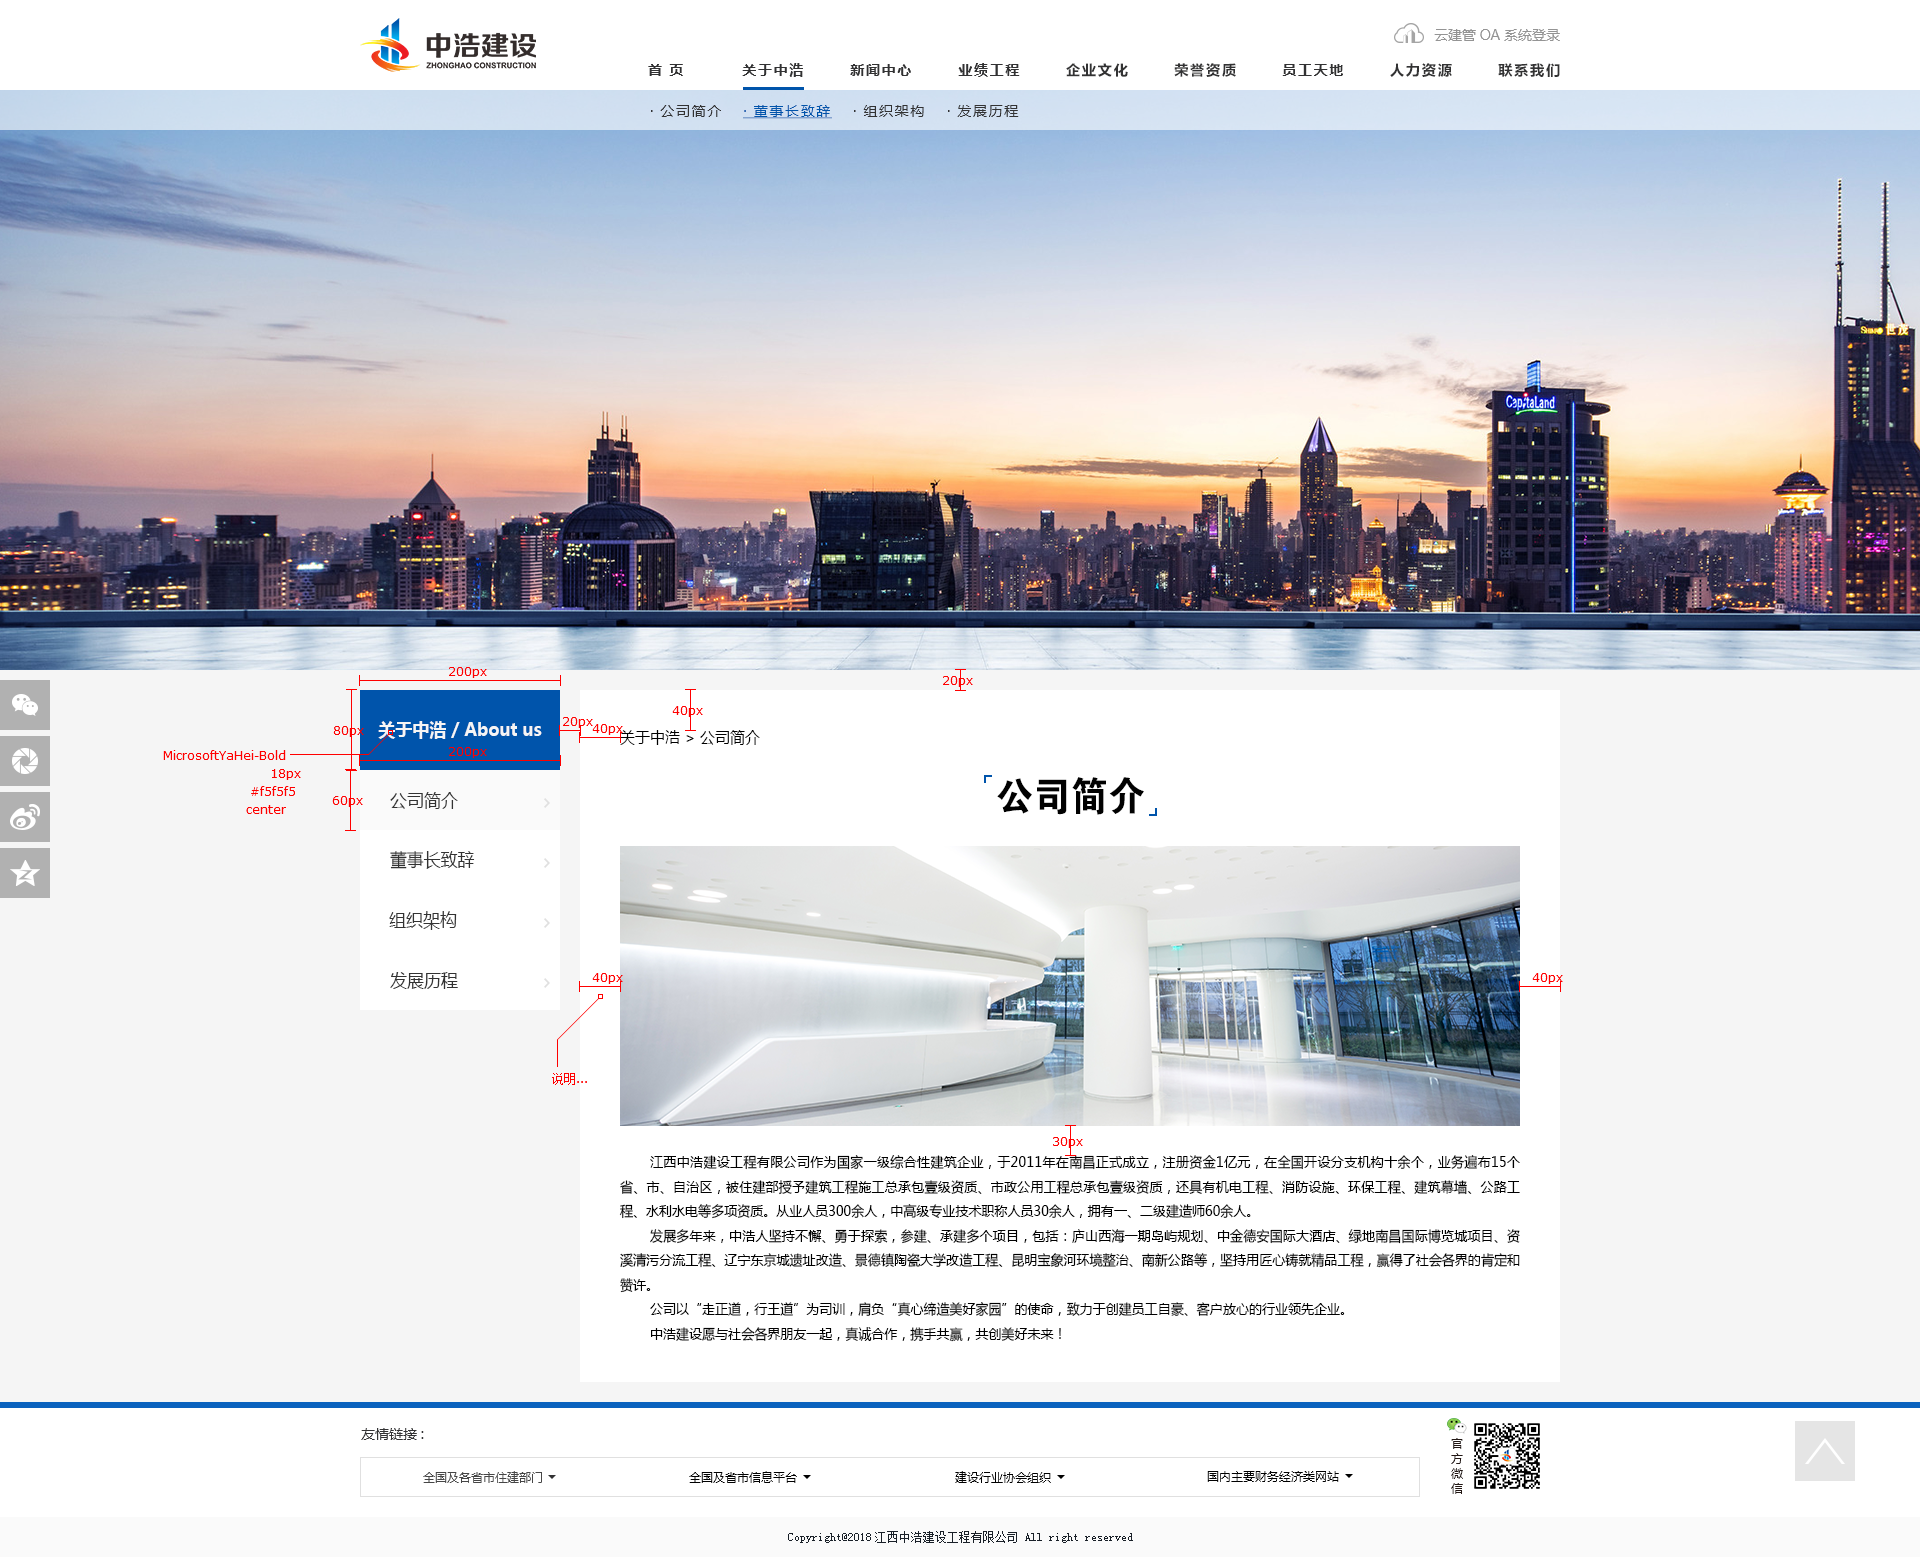 中浩建设
ZHONGHAO CONSTRUCTION
云建管 OA 系统登录
首 页
关于中浩
新闻中心
业绩工程
企业文化
荣誉资质
员工天地
人力资源
联系我们
· 公司简介
· 董事长致辞
· 组织架构
· 发展历程
CapitaLand
200px
20px
80px
关于中浩 / About us
200px
20px
40px
40px
关于中浩 > 公司简介
MicrosoftYaHei-Bold
18px
#f5f5f5
center
60px
公司简介
董事长致辞
组织架构
发展历程
公司简介
40px
40px
说明...
30px
江西中浩建设工程有限公司作为国家一级综合性建筑企业，于2011年在南昌正式成立，注册资金1亿元，在全国开设分支机构十余个，业务遍布15个
省、市、自治区，被住建部授予建筑工程施工总承包壹级资质、市政公用工程总承包壹级资质，还具有机电工程、消防设施、环保工程、建筑幕墙、公路工
程、水利水电等多项资质。从业人员300余人，中高级专业技术职称人员30余人，拥有一、二级建造师60余人。
发展多年来，中浩人坚持不懈、勇于探索，参建、承建多个项目，包括：庐山西海一期岛屿规划、中金德安国际大酒店、绿地南昌国际博览城项目、资
溪清污分流工程、辽宁东京城遗址改造、景德镇陶瓷大学改造工程、昆明宝象河环境整治、南新公路等，坚持用匠心铸就精品工程，赢得了社会各界的肯定和
赞许。
公司以“走正道，行王道”为司训，肩负“真心缔造美好家园”的使命，致力于创建员工自豪、客户放心的行业领先企业。
中浩建设愿与社会各界朋友一起，真诚合作，携手共赢，共创美好未来！
友情链接：
全国及各省市住建部门
全国及省市信息平台
建设行业协会组织
国内主要财务经济类网站
官方微信
Copyright@2018 江西中浩建设工程有限公司 All right reserved